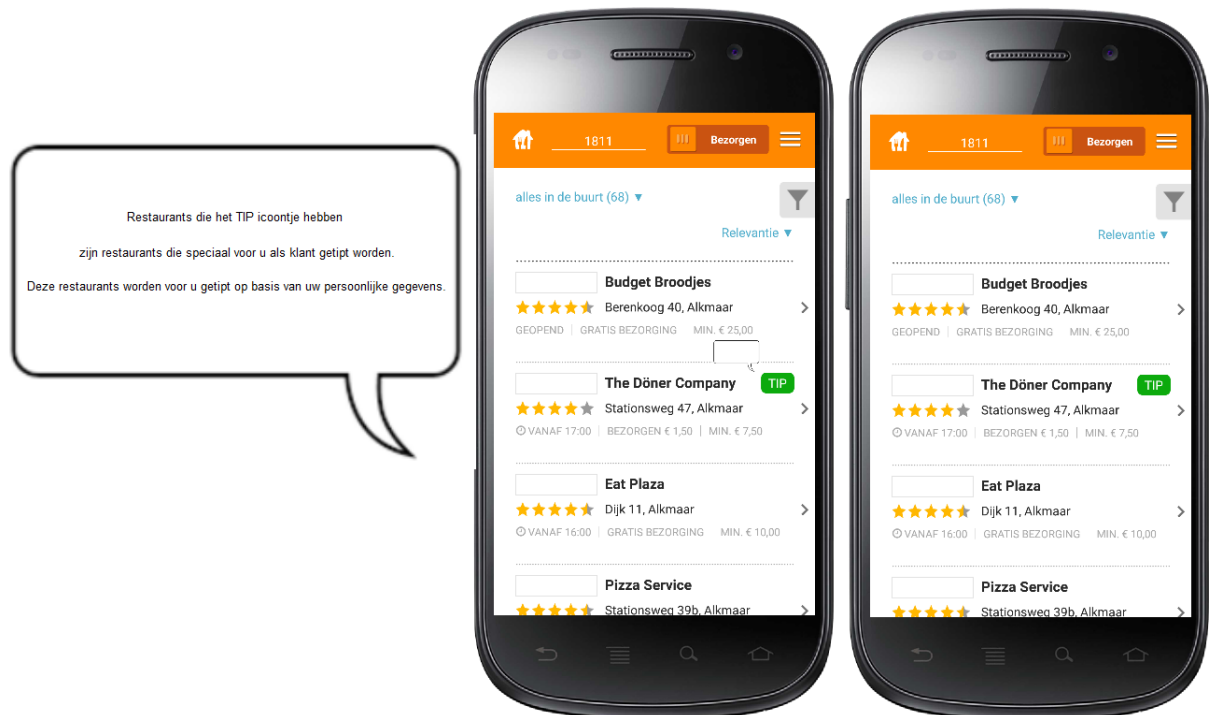 Restaurants die het TIP icoontje hebben
zijn restaurants die speciaal voor u als klant getipt worden.
Deze restaurants worden voor u getipt op basis van uw persoonlijke gegevens.
1811 Bezorgen
alles in de buurt (68) ▼
Relevantie ▼
Budget Broodjes
Berenkoog 40, Alkmaar
GEOPEND | GRATIS BEZORGING MIN. € 25,00
The Döner Company TIP
Stationsweg 47, Alkmaar
VANAF 17:00 | BEZORGEN € 1,50 | MIN. € 7,50
Eat Plaza
Dijk 11, Alkmaar
VANAF 16:00 | GRATIS BEZORGING MIN. € 10,00
Pizza Service
Stationsweg 39b, Alkmaar
1811 Bezorgen
alles in de buurt (68) ▼
Relevantie ▼
Budget Broodjes
Berenkoog 40, Alkmaar
GEOPEND | GRATIS BEZORGING MIN. € 25,00
The Döner Company TIP
Stationsweg 47, Alkmaar
VANAF 17:00 | BEZORGEN € 1,50 | MIN. € 7,50
Eat Plaza
Dijk 11, Alkmaar
VANAF 16:00 | GRATIS BEZORGING MIN. € 10,00
Pizza Service
Stationsweg 39b, Alkmaar